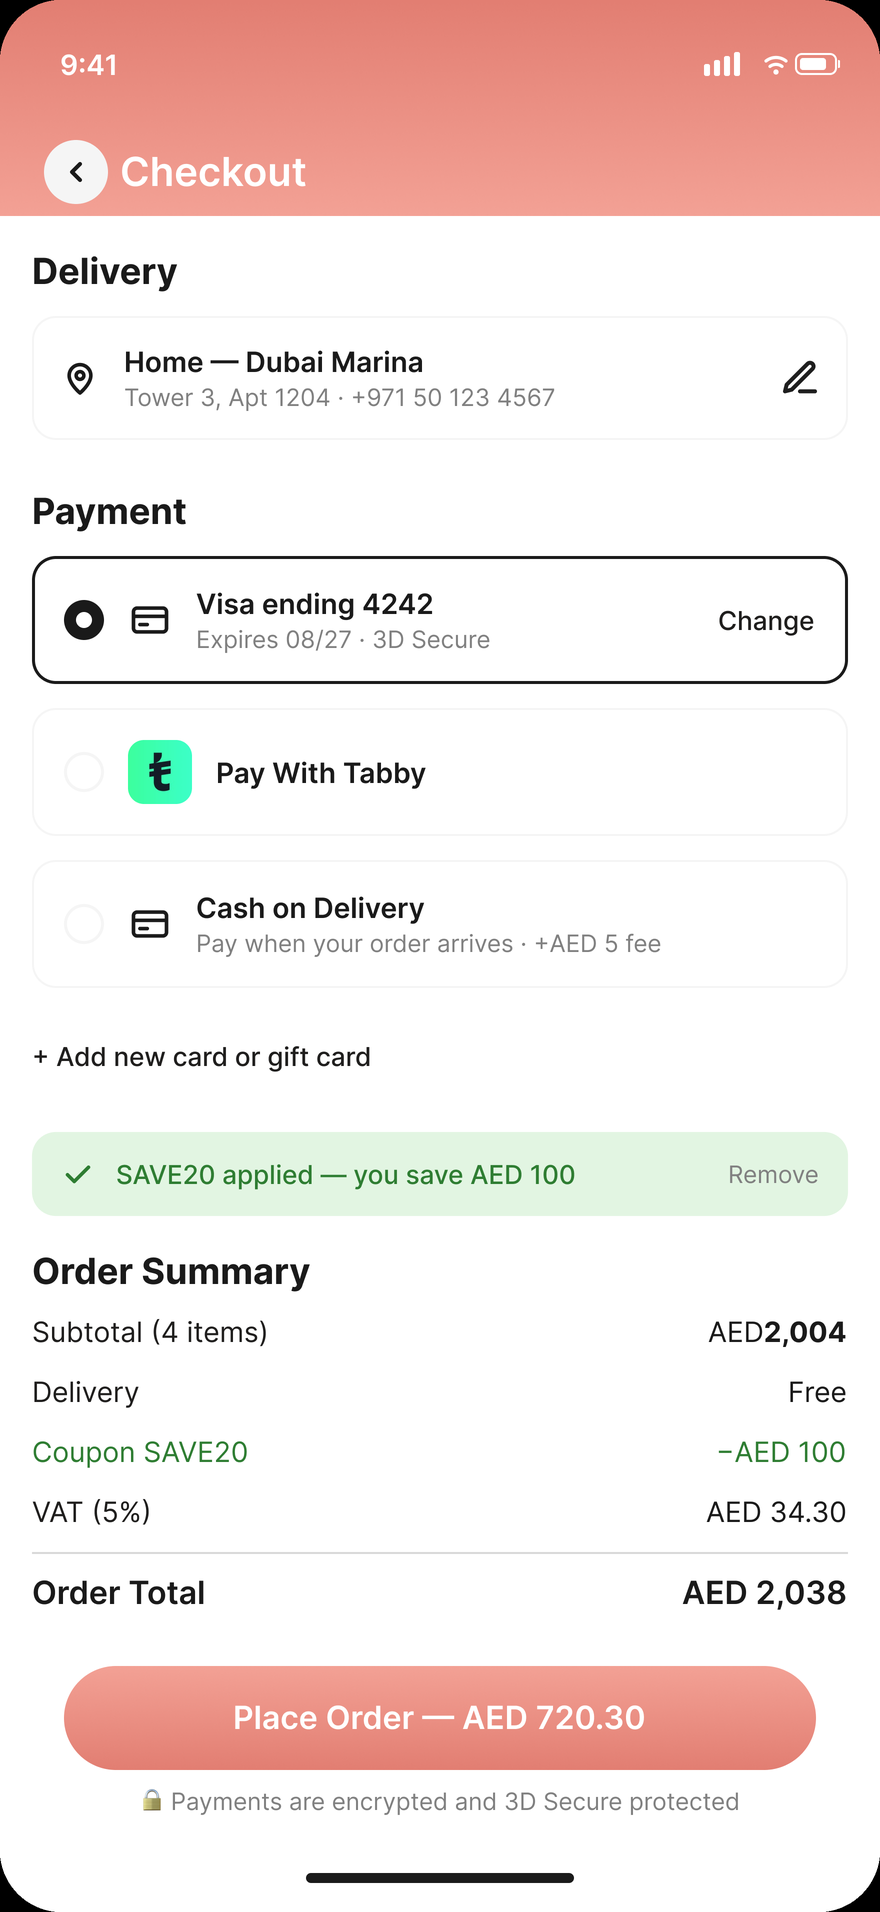 9:41
Checkout
Delivery
Home — Dubai Marina
Tower 3, Apt 1204 · +971 50 123 4567
Payment
Visa ending 4242
Expires 08/27 · 3D Secure
Change
Pay With Tabby
Cash on Delivery
Pay when your order arrives · +AED 5 fee
+ Add new card or gift card
SAVE20 applied — you save AED 100
Remove
Order Summary
Subtotal (4 items) AED2,004
Delivery Free
Coupon SAVE20 −AED 100
VAT (5%) AED 34.30
Order Total AED 2,038
Place Order — AED 720.30
Payments are encrypted and 3D Secure protected